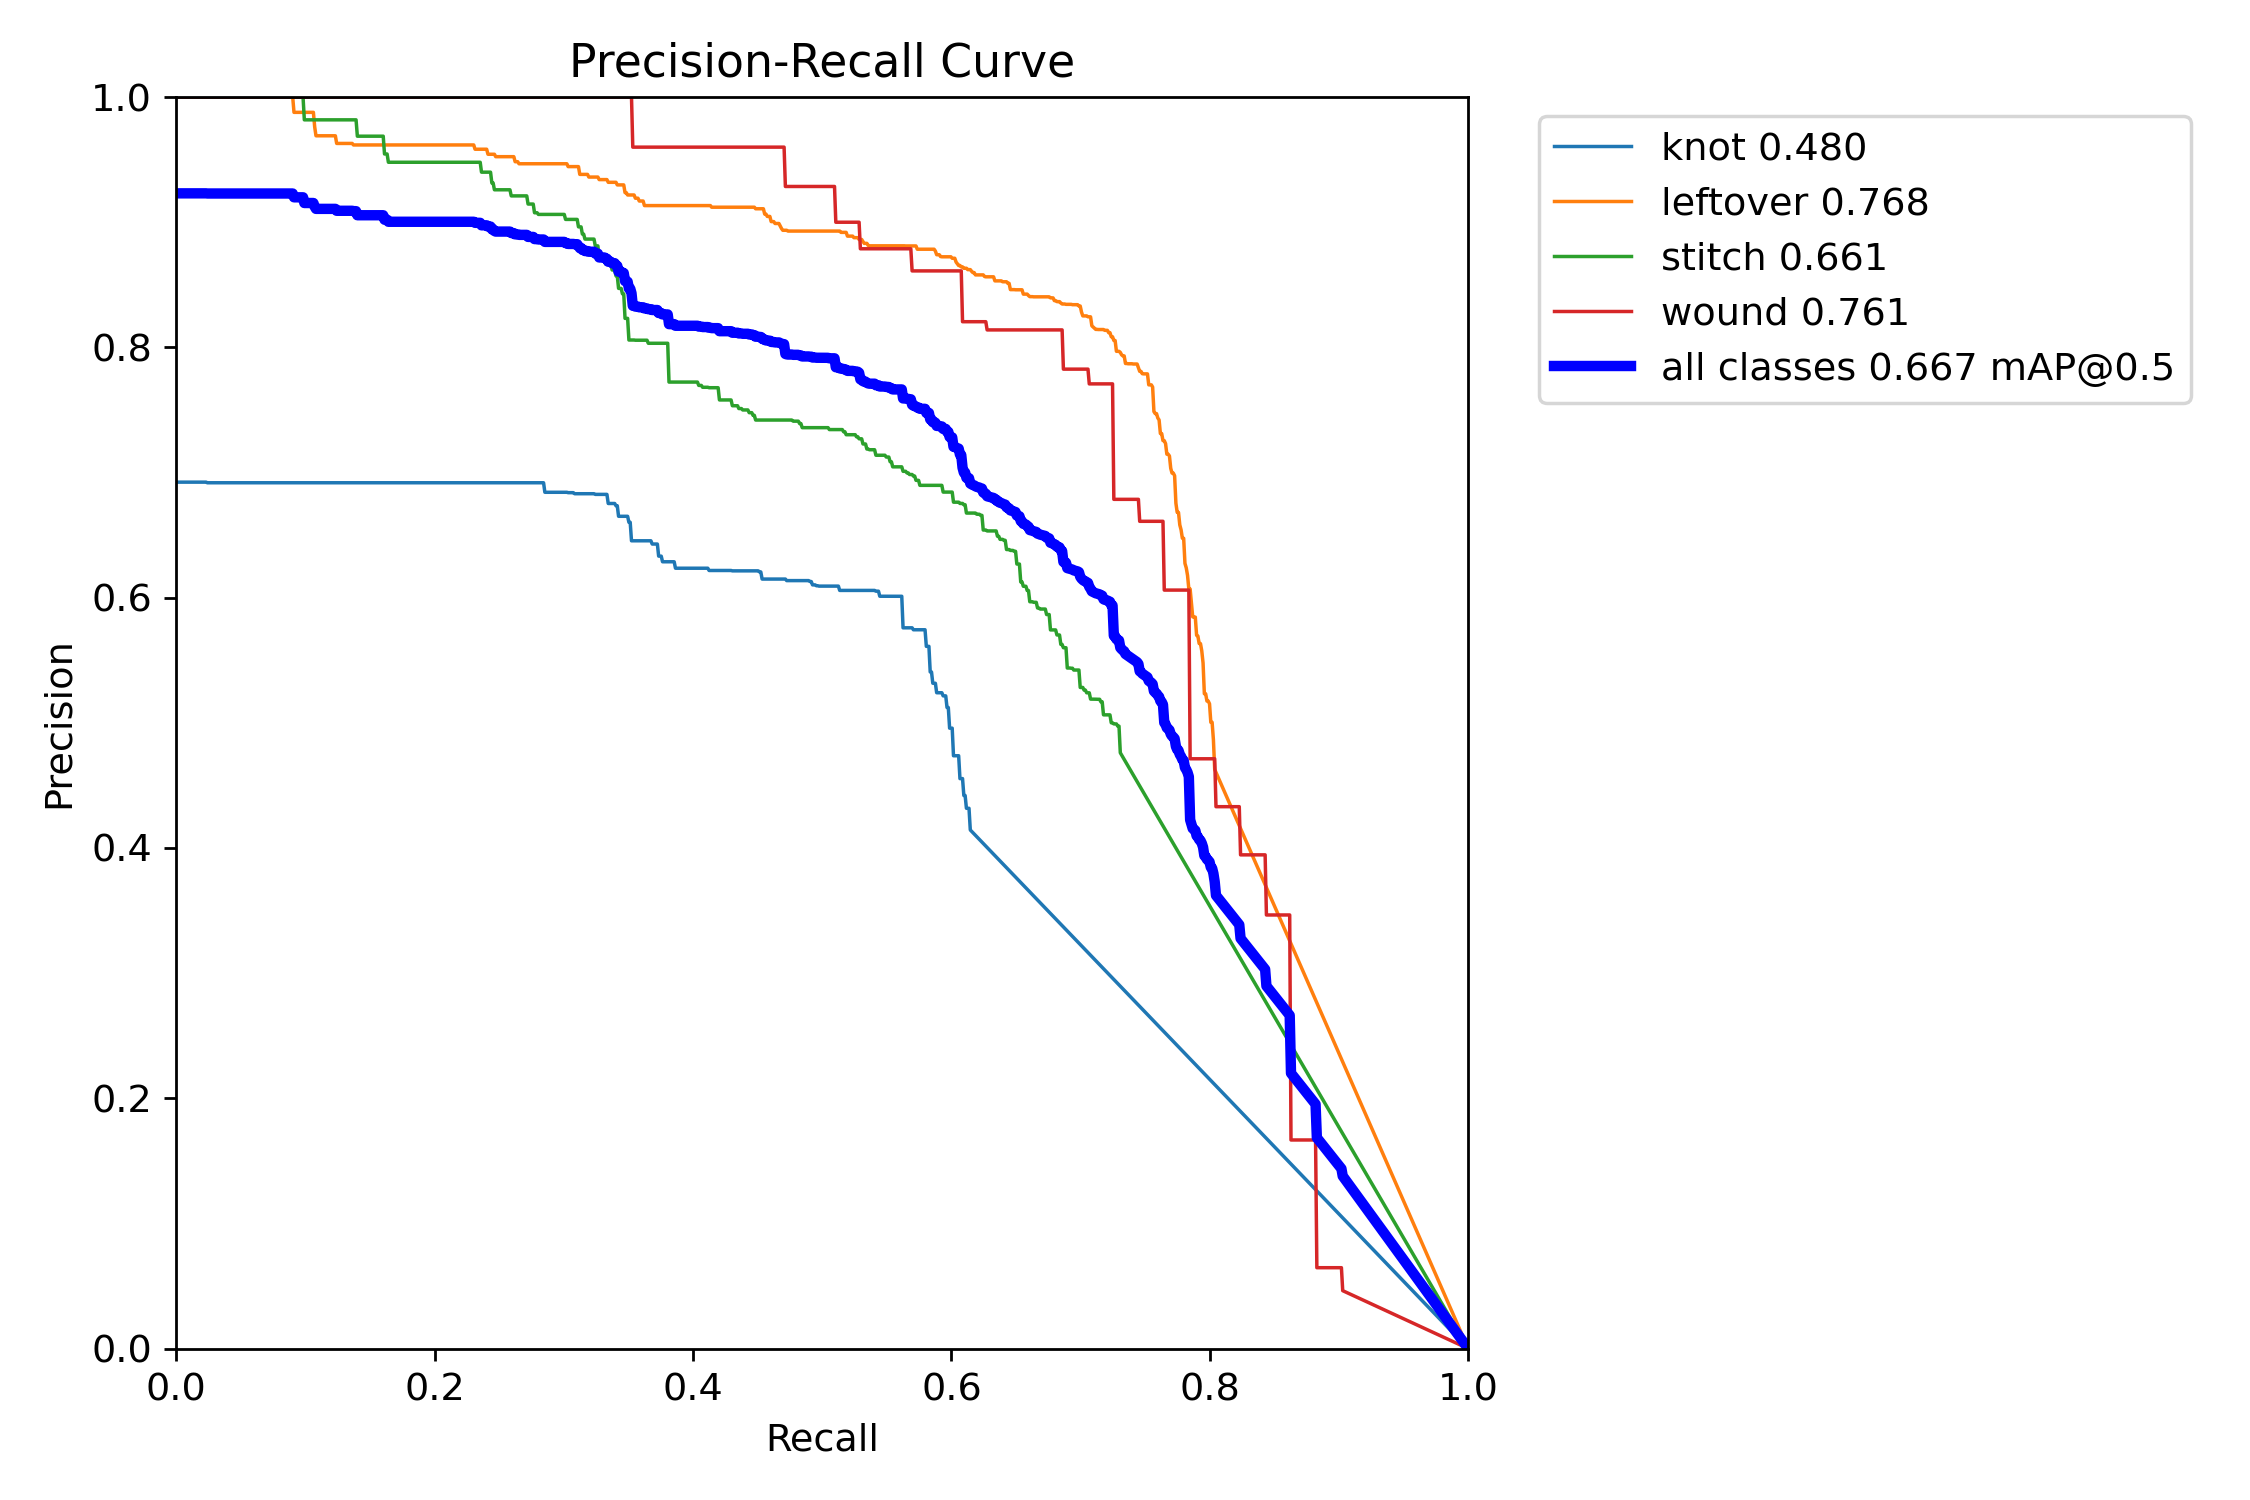 Precision-Recall Curve
knot 0.480
leftover 0.768
stitch 0.661
wound 0.761
all classes 0.667 mAP@0.5
Precision
1.0
0.8
0.6
0.4
0.2
0.0
0.0 0.2 0.4 0.6 0.8 1.0
Recall